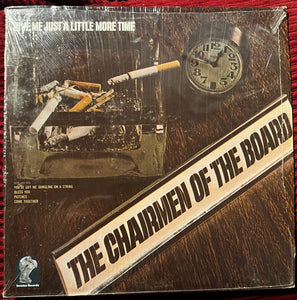 GIVE ME JUST A LITTLE MORE TIME
YOU'VE GOT ME DANGLING ON A STRING
BLESS YOU
PATCHES
COME TOGETHER
THE CHAIRMEN OF THE BOARD
Invictus Records